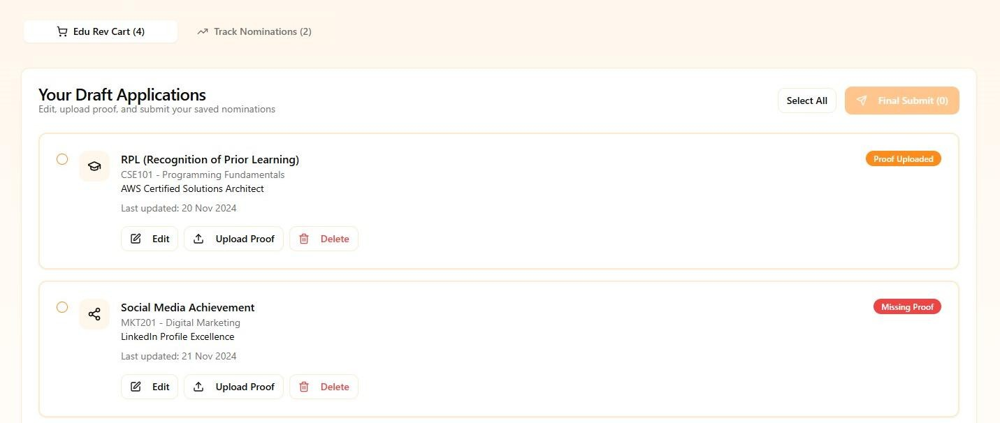 Edu Rev Cart (4)
Track Nominations (2)
Your Draft Applications
Edit, upload proof, and submit your saved nominations
Select All
Final Submit (0)
RPL (Recognition of Prior Learning)
Proof Uploaded
CSE101 - Programming Fundamentals
AWS Certified Solutions Architect
Last updated: 20 Nov 2024
Edit
Upload Proof
Delete
Social Media Achievement
Missing Proof
MKT201 - Digital Marketing
LinkedIn Profile Excellence
Last updated: 21 Nov 2024
Edit
Upload Proof
Delete